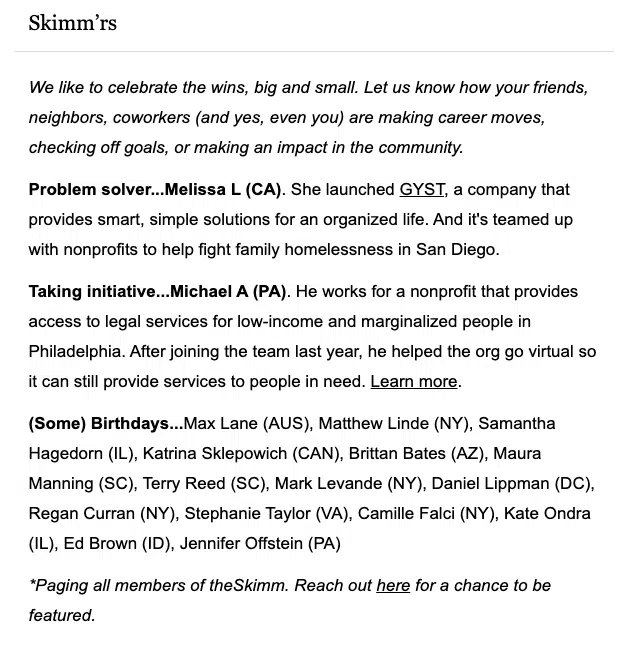 Skimm’rs
We like to celebrate the wins, big and small. Let us know how your friends,
neighbors, coworkers (and yes, even you) are making career moves,
checking off goals, or making an impact in the community.
Problem solver...Melissa L (CA). She launched GYST, a company that
provides smart, simple solutions for an organized life. And it's teamed up
with nonprofits to help fight family homelessness in San Diego.
Taking initiative...Michael A (PA). He works for a nonprofit that provides
access to legal services for low-income and marginalized people in
Philadelphia. After joining the team last year, he helped the org go virtual so
it can still provide services to people in need. Learn more.
(Some) Birthdays...Max Lane (AUS), Matthew Linde (NY), Samantha
Hagedorn (IL), Katrina Sklepowich (CAN), Brittan Bates (AZ), Maura
Manning (SC), Terry Reed (SC), Mark Levande (NY), Daniel Lippman (DC),
Regan Curran (NY), Stephanie Taylor (VA), Camille Falci (NY), Kate Ondra
(IL), Ed Brown (ID), Jennifer Offstein (PA)
*Paging all members of theSkimm. Reach out here for a chance to be
featured.